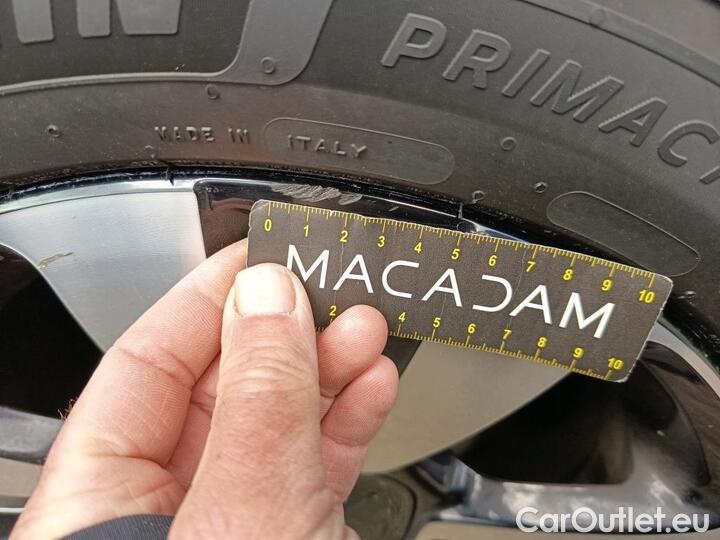 IN
PRIMAC
MADE IN ITALY
0 1 2 3 4 5 6 7 8 9 10
MACADAM
2 4 5 6 7 8 9 10
CarOutlet.eu